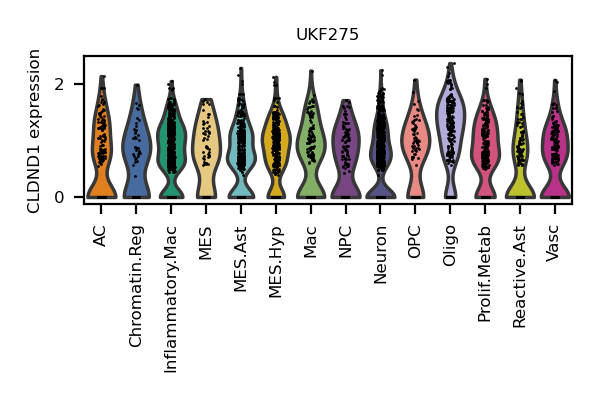 UKF275
CLDND1 expression
2
0
AC
Chromatin.Reg
Inflammatory.Mac
MES
MES.Ast
MES.Hyp
Mac
NPC
Neuron
OPC
Oligo
Prolif.Metab
Reactive.Ast
Vasc